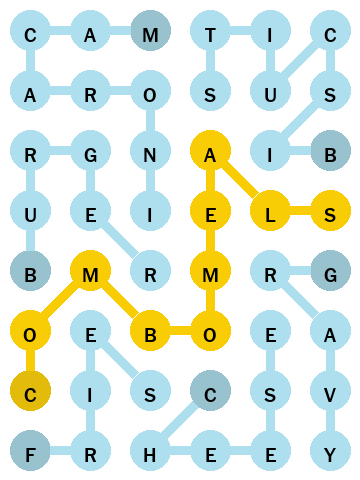 C A M T I C
A R O S U S
R G N A I B
U E I E L S
B M R M R G
O E B O E A
C I S C S V
F R H E E Y